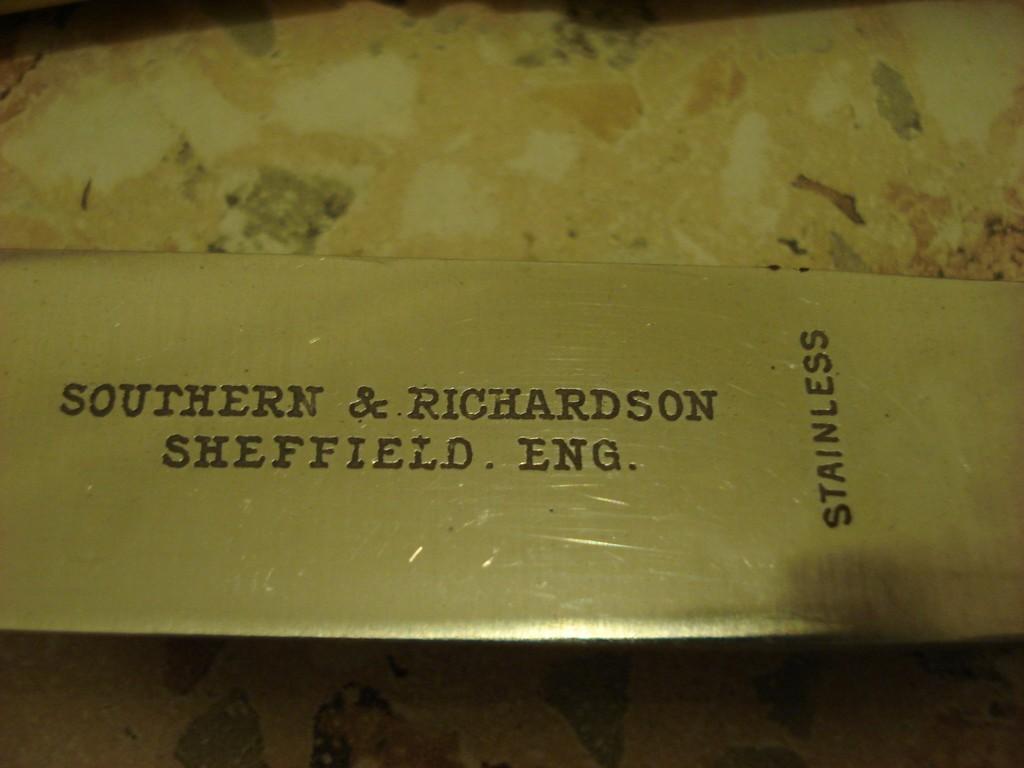 SOUTHERN & RICHARDSON
SHEFFIELD. ENG.
STAINLESS